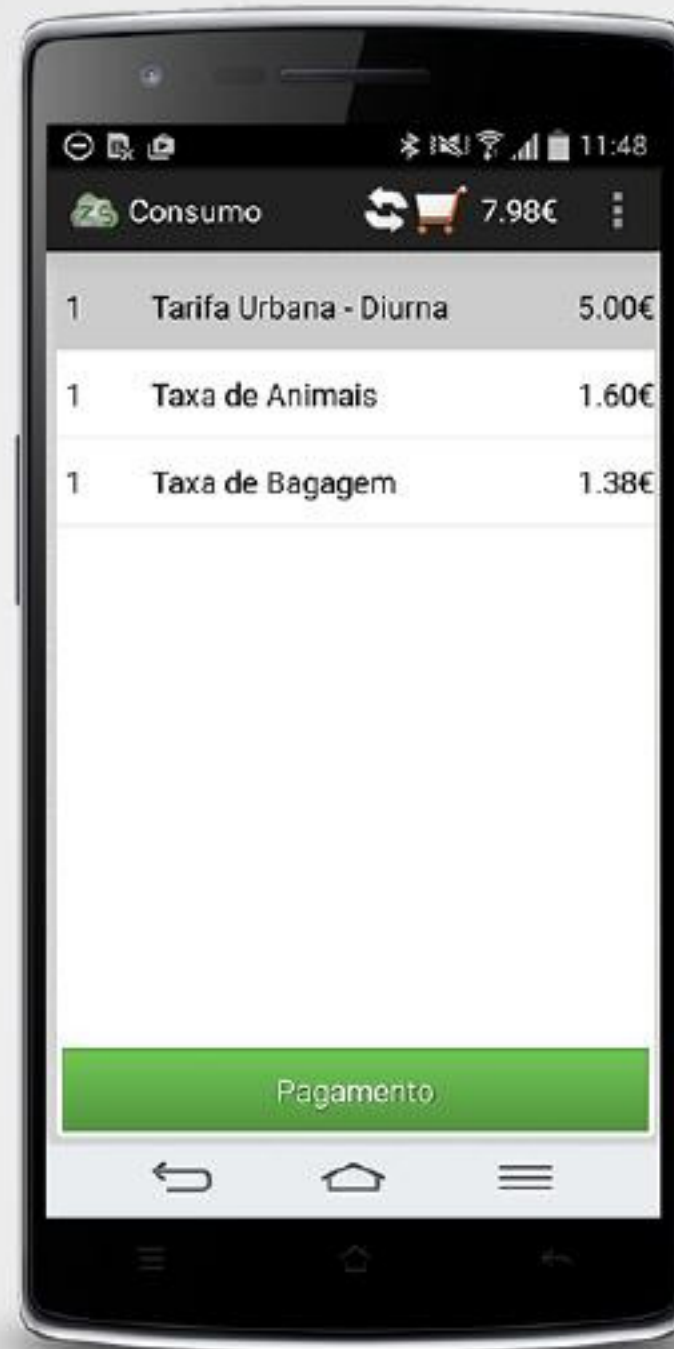 11:48
ZS Consumo 7.98€
1 Tarifa Urbana - Diurna 5.00€
1 Taxa de Animais 1.60€
1 Taxa de Bagagem 1.38€
Pagamento